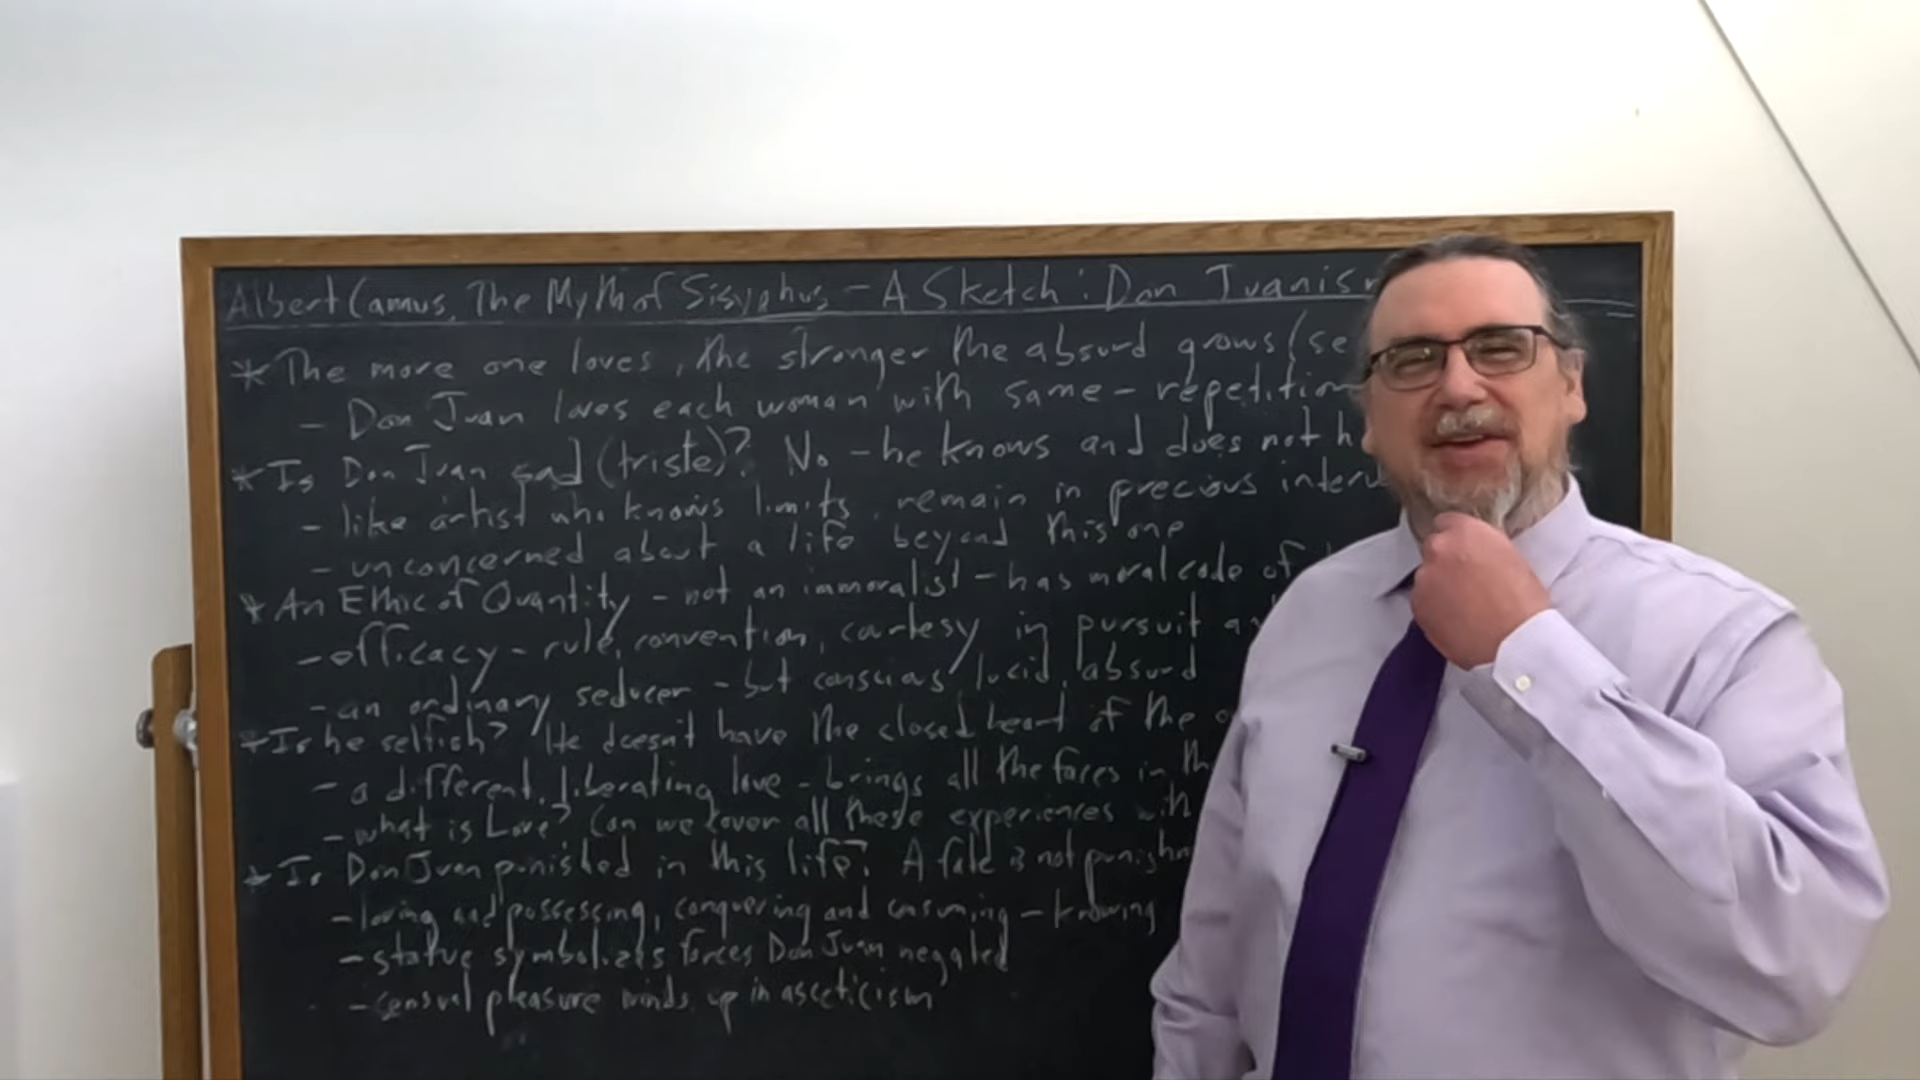 Albert Camus, The Myth of Sisyphus - A Sketch: Don Juanism
* The more one loves, the stronger the absurd grows (se
- Don Juan loves each woman with same - repetition
* Is Don Juan sad (triste)? No - he knows and does not h
- like artist who knows limits, remain in precious interv
- unconcerned about a life beyond this one
* An Ethic of Quantity - not an immoralist - has moral code of
- efficacy - rule, convention, courtesy in pursuit
- an ordinary seducer - but conscious, lucid, absurd
* Is he selfish? He doesn't have the closed heart of the
- a different, liberating love - brings all the faces in th
- what is Love? Can we cover all these experiences with
* Is Don Juan punished in this life? A fate is not punishm
- loving and possessing, conquering and consuming - knowing
- statue symbolizes forces Don Juan negated
- sensual pleasure winds up in asceticism